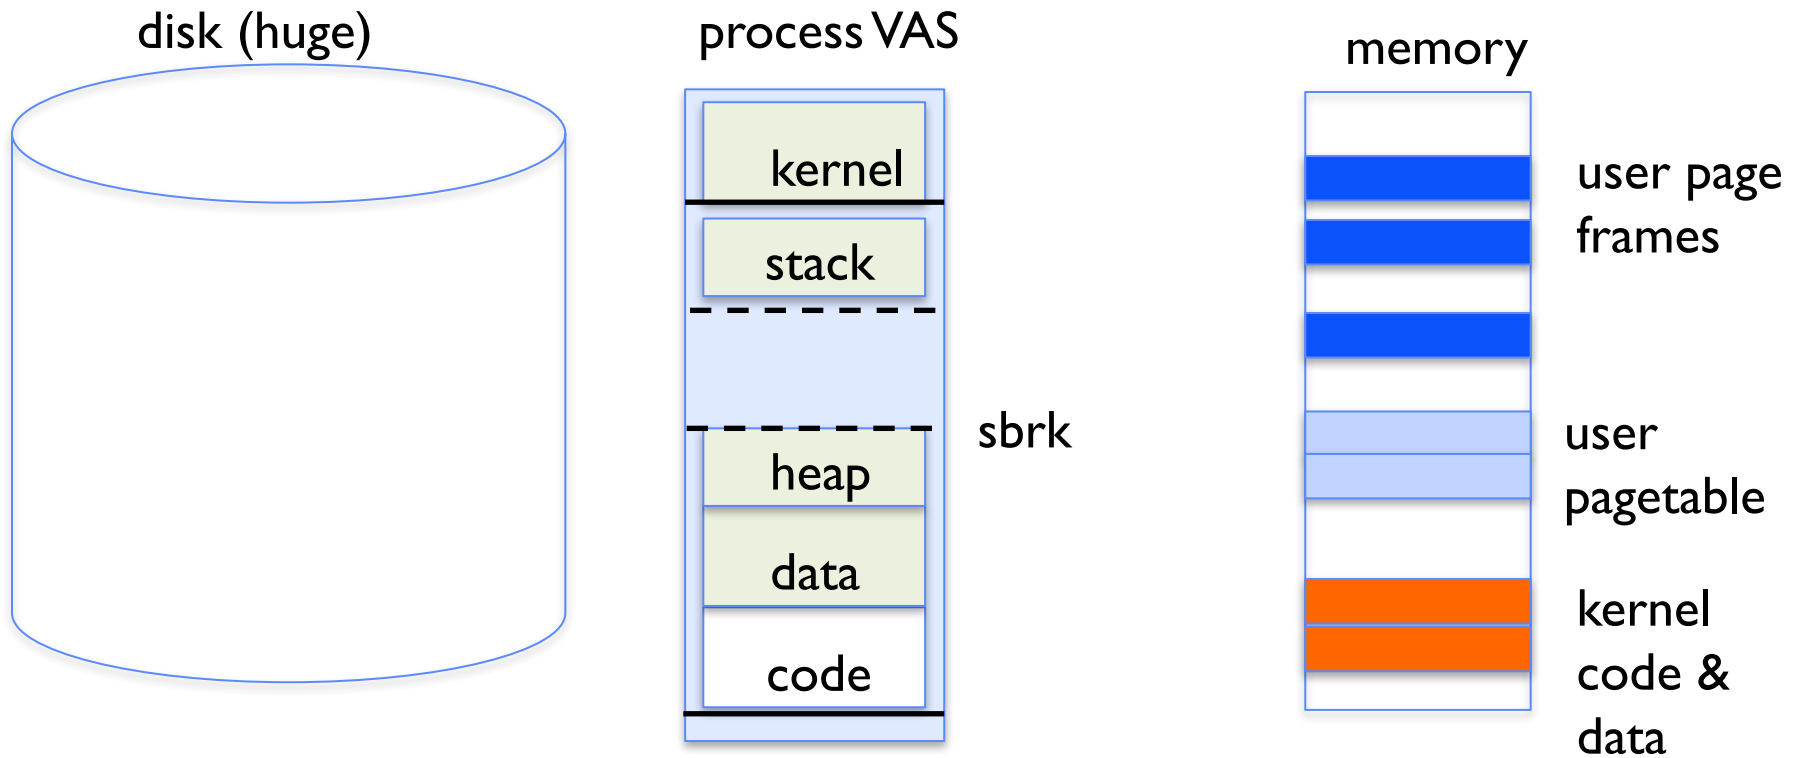 disk (huge)
process VAS
memory
kernel
stack
sbrk
heap
data
code
user page
frames
user
pagetable
kernel
code &
data